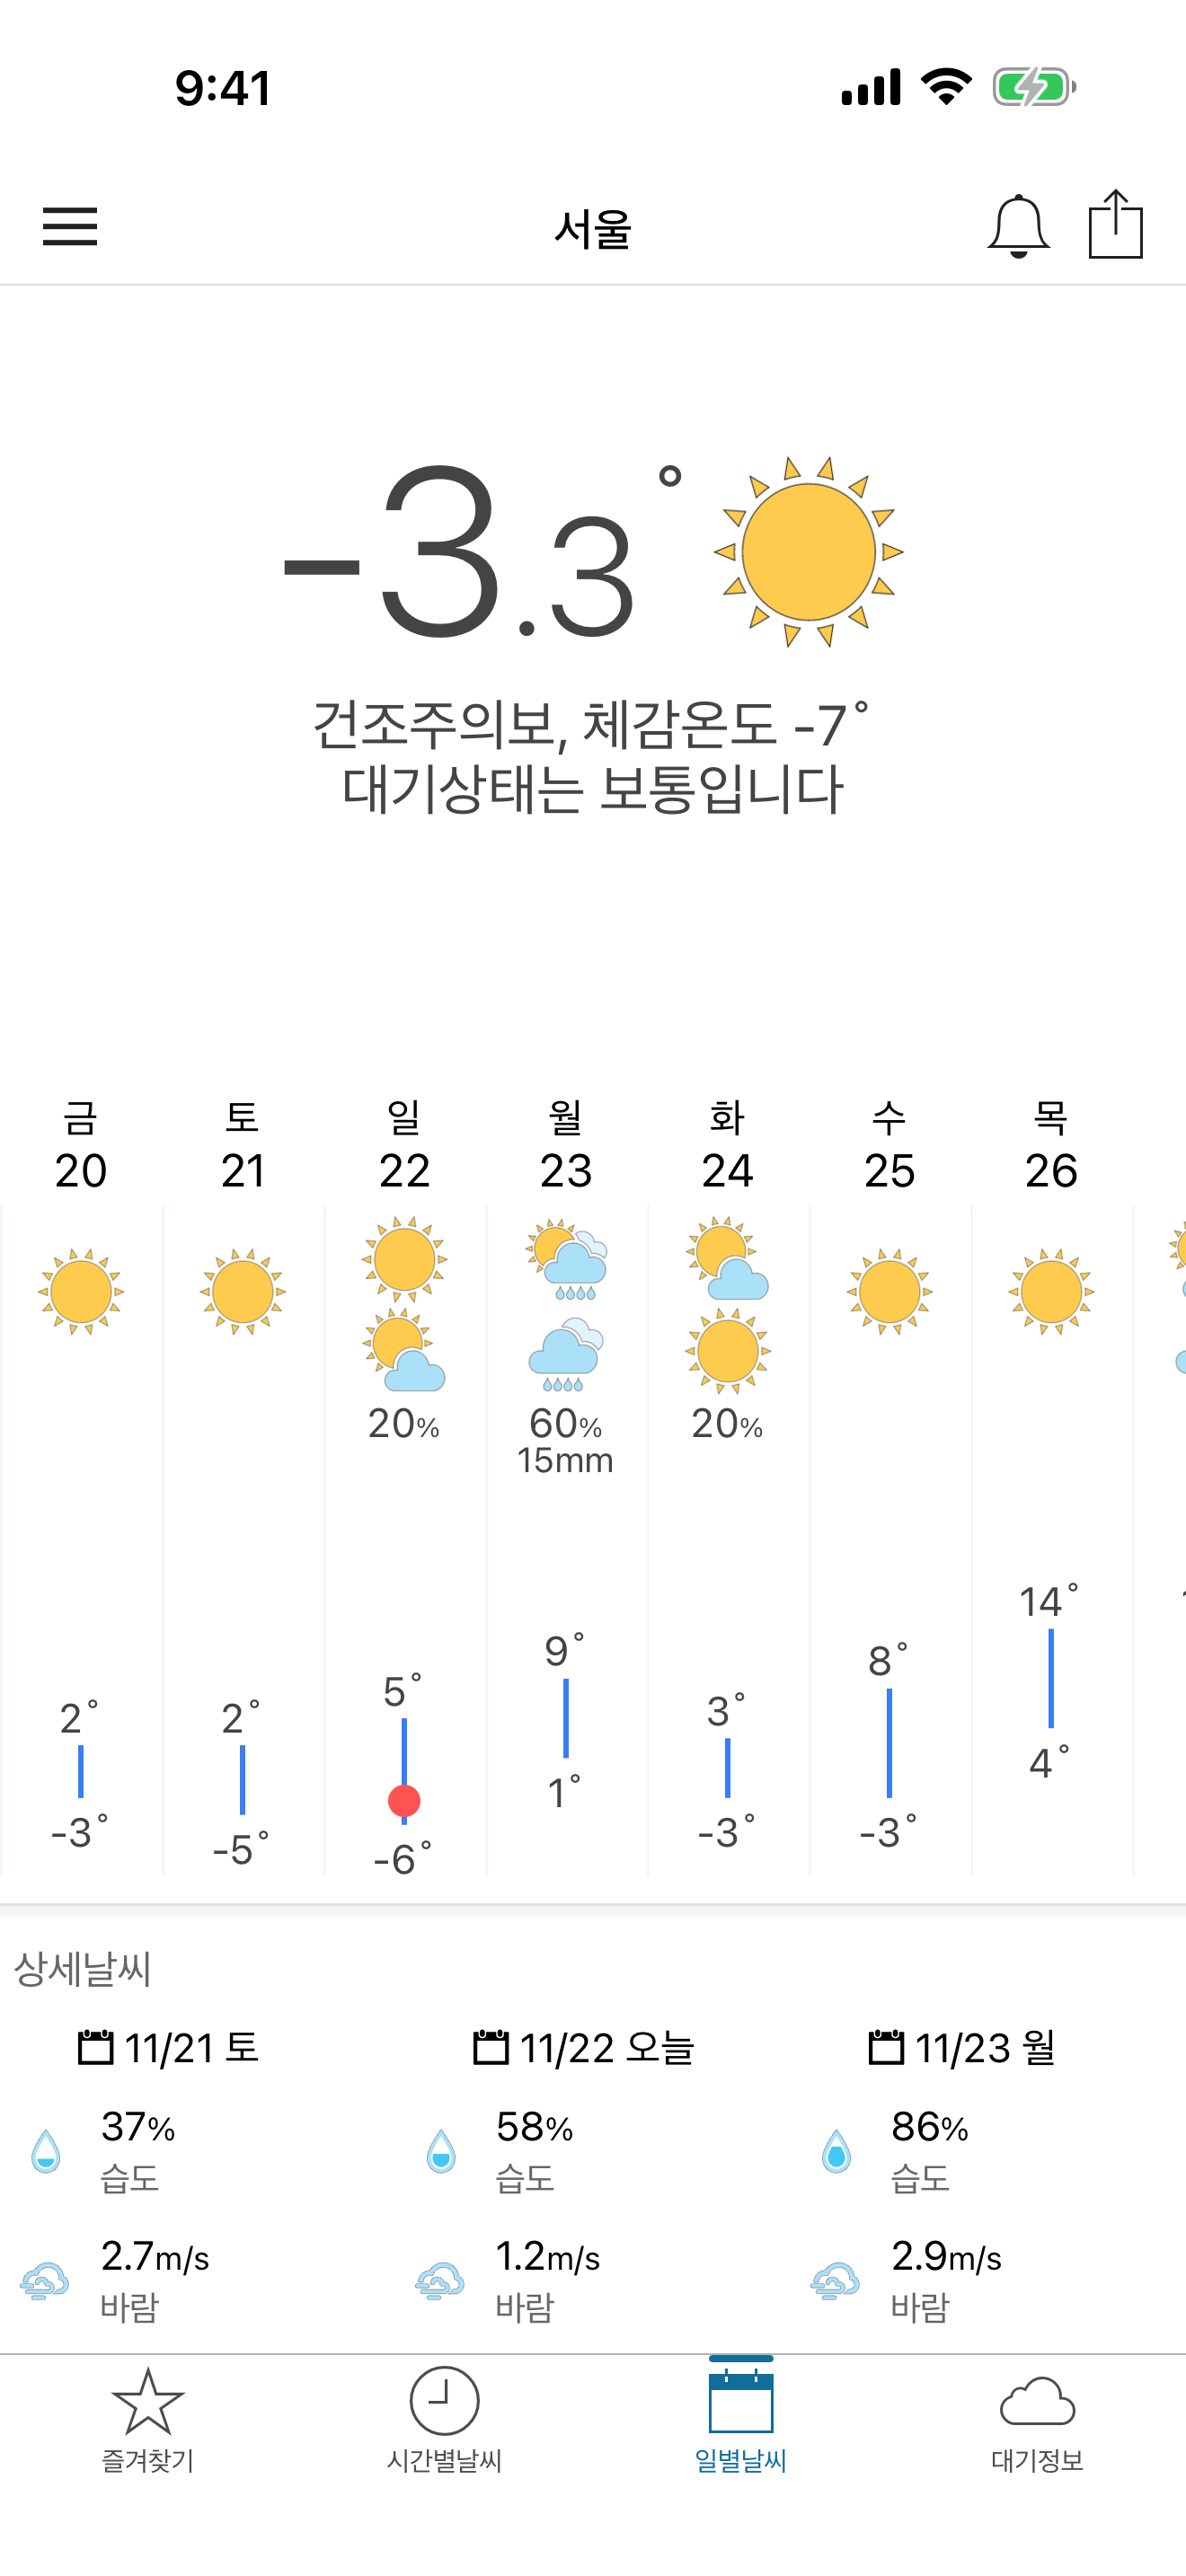 9:41
서울
-3.3°
건조주의보, 체감온도 -7°
대기상태는 보통입니다
금 토 일 월 화 수 목
20 21 22 23 24 25 26
20% 60% 20%
15mm
14°
9° 8°
5° 3°
2° 2°
4°
1°
-3° -3° -3°
-5° -6°
상세날씨
11/21 토 11/22 오늘 11/23 월
37% 58% 86%
습도 습도 습도
2.7m/s 1.2m/s 2.9m/s
바람 바람 바람
즐겨찾기 시간별날씨 일별날씨 대기정보